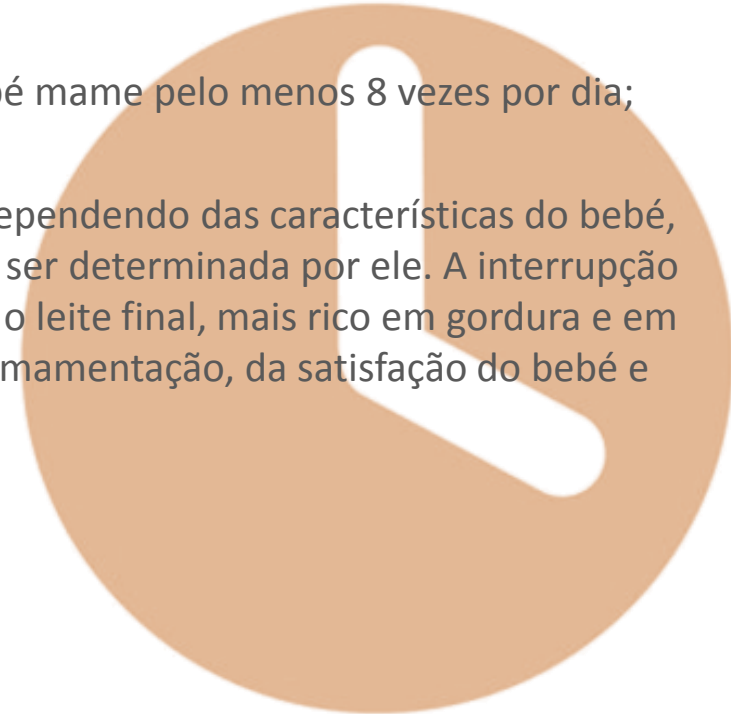 bé mame pelo menos 8 vezes por dia;
ependendo das características do bebé,
ser determinada por ele. A interrupção
o leite final, mais rico em gordura e em
mamentação, da satisfação do bebé e